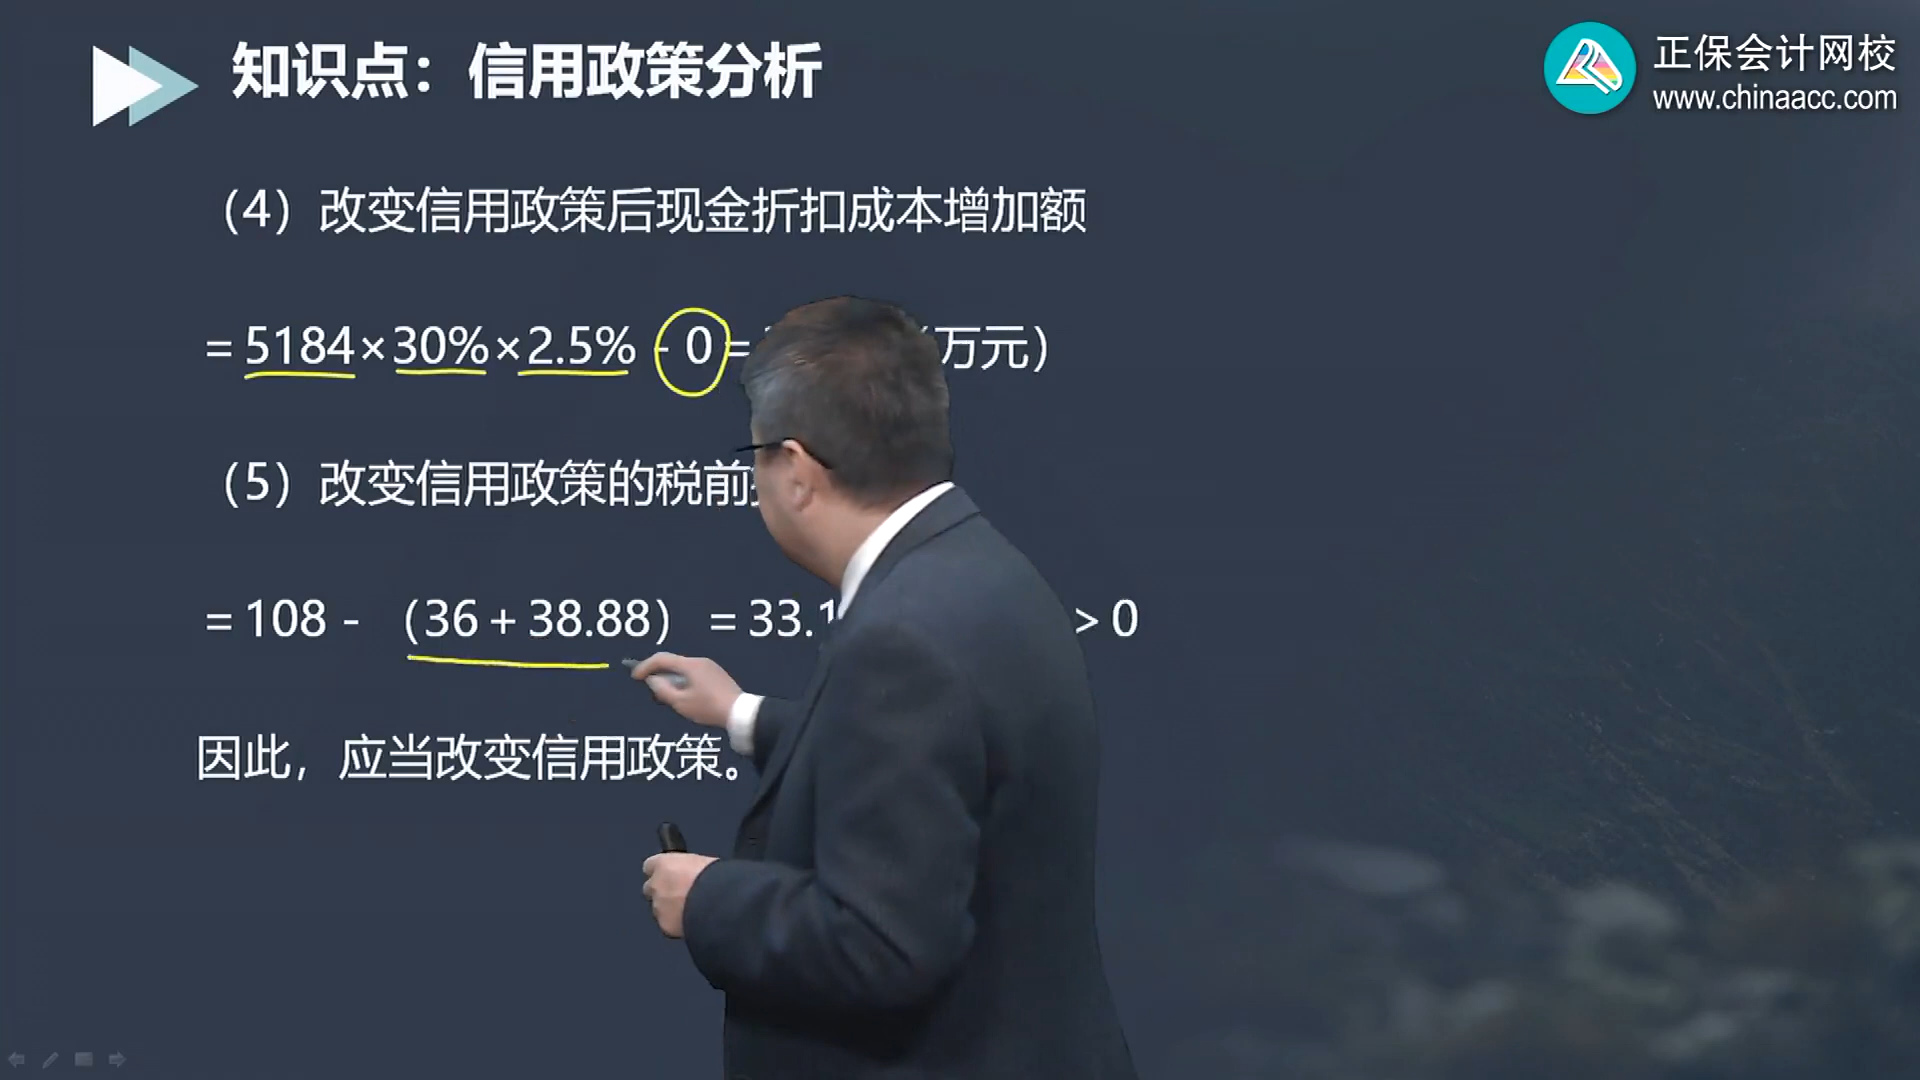 知识点：信用政策分析
正保会计网校
www.chinaacc.com
（4）改变信用政策后现金折扣成本增加额
＝5184×30%×2.5% - 0＝ 万元）
（5）改变信用政策的税前
＝108 - （36＋38.88）＝33.1 ＞0
因此，应当改变信用政策。